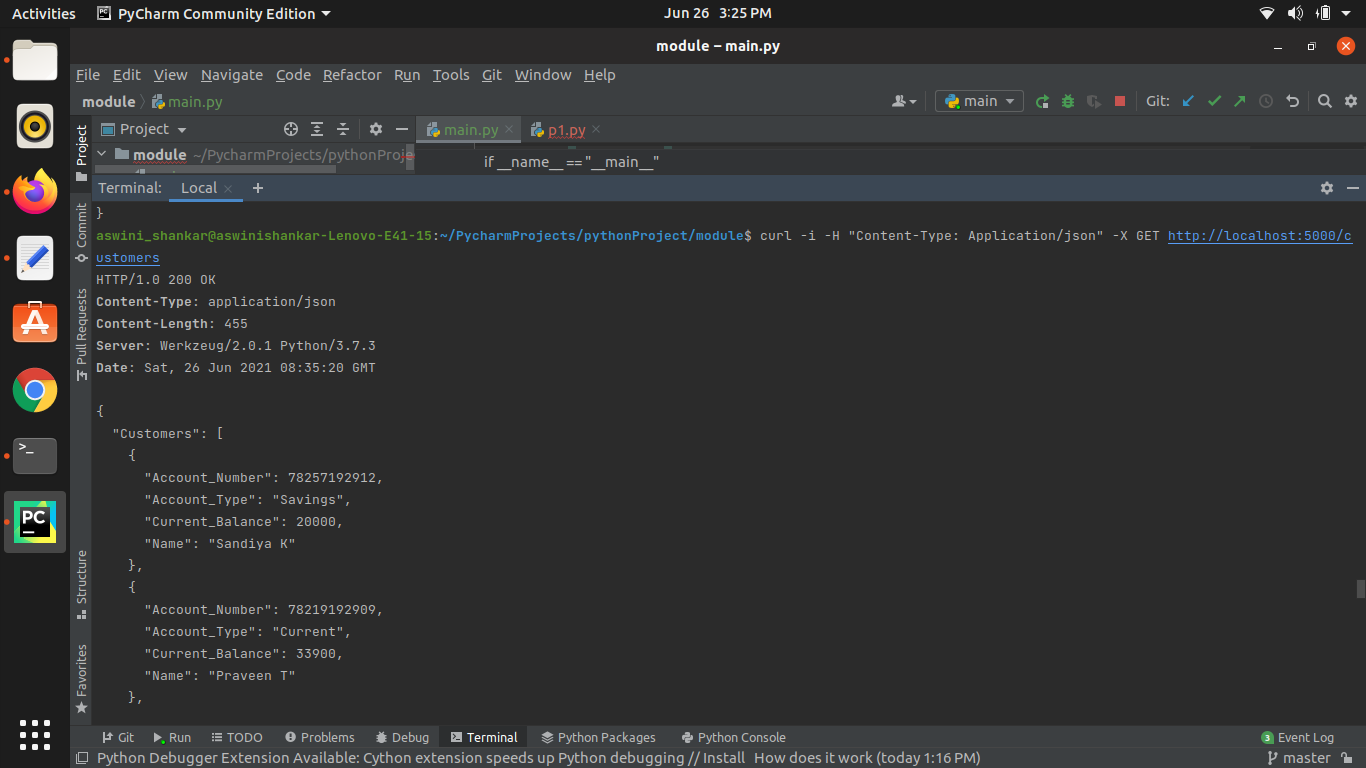 Activities PyCharm Community Edition Jun 26 3:25 PM
module – main.py
File Edit View Navigate Code Refactor Run Tools Git Window Help
module main.py main Git:
Project main.py p1.py
module ~/PycharmProjects/pythonProje
if __name__ == "__main__"
Terminal: Local
}
aswini_shankar@aswinishankar-Lenovo-E41-15:~/PycharmProjects/pythonProject/module$ curl -i -H "Content-Type: Application/json" -X GET http://localhost:5000/c
ustomers
HTTP/1.0 200 OK
Content-Type: application/json
Content-Length: 455
Server: Werkzeug/2.0.1 Python/3.7.3
Date: Sat, 26 Jun 2021 08:35:20 GMT
{
"Customers": [
{
"Account_Number": 78257192912,
"Account_Type": "Savings",
"Current_Balance": 20000,
"Name": "Sandiya K"
},
{
"Account_Number": 78219192909,
"Account_Type": "Current",
"Current_Balance": 33900,
"Name": "Praveen T"
},
Project
Commit
Pull Requests
Structure
Favorites
PC
Git Run TODO Problems Debug Terminal Python Packages Python Console 3 Event Log
Python Debugger Extension Available: Cython extension speeds up Python debugging // Install How does it work (today 1:16 PM) master